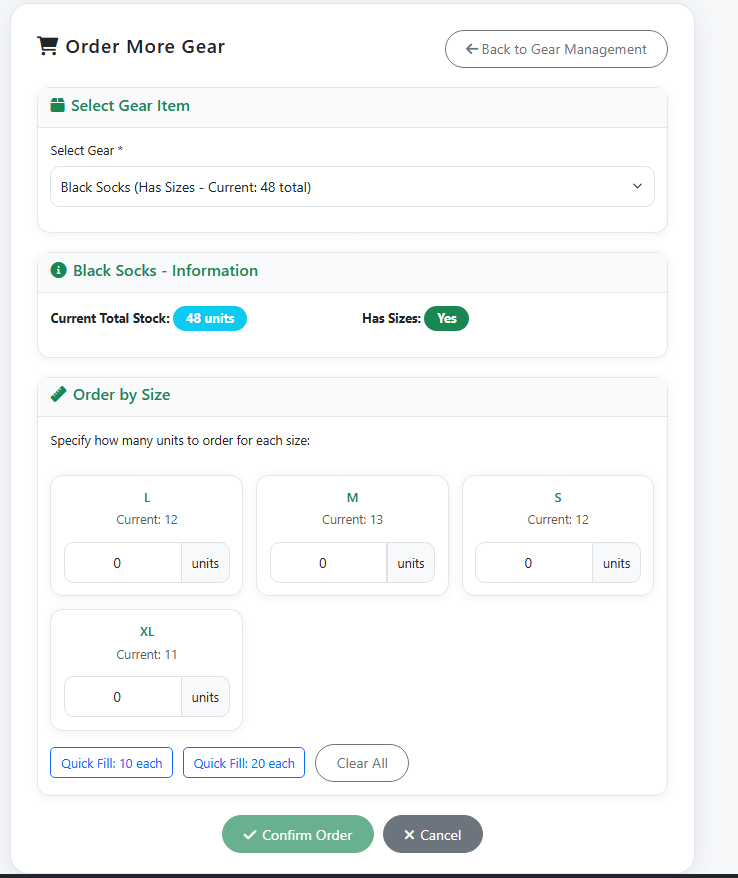 Order More Gear
Back to Gear Management
Select Gear Item
Select Gear *
Black Socks (Has Sizes - Current: 48 total)
Black Socks - Information
Current Total Stock: 48 units
Has Sizes: Yes
Order by Size
Specify how many units to order for each size:
L
Current: 12
0 units
M
Current: 13
0 units
S
Current: 12
0 units
XL
Current: 11
0 units
Quick Fill: 10 each
Quick Fill: 20 each
Clear All
Confirm Order
Cancel